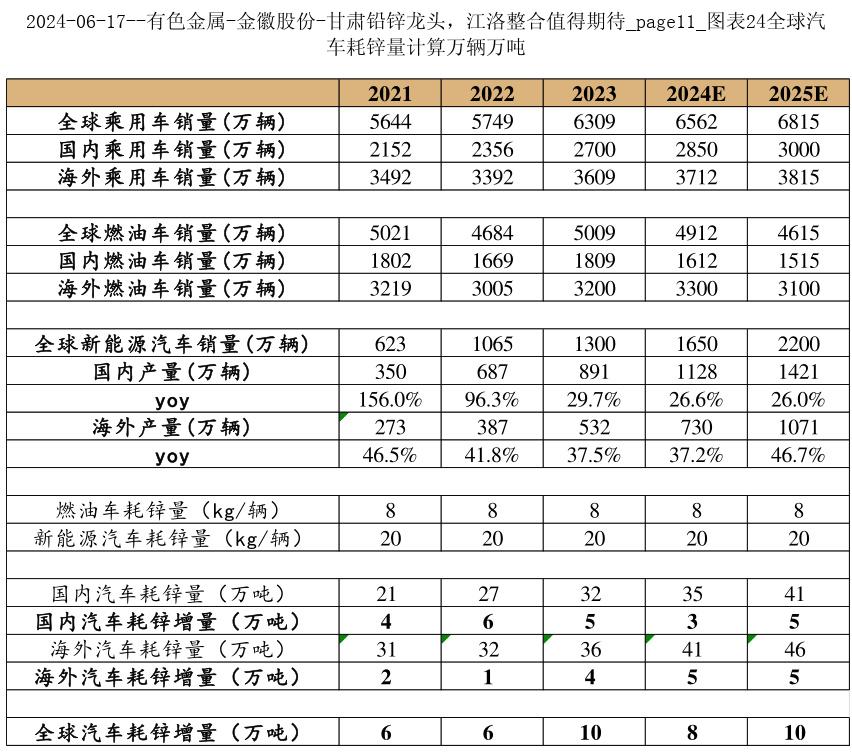 2024-06-17--有色金属-金徽股份-甘肃铅锌龙头，江洛整合值得期待_page11_图表24全球汽
车耗锌量计算万辆万吨
2021 2022 2023 2024E 2025E
全球乘用车销量(万辆) 5644 5749 6309 6562 6815
国内乘用车销量(万辆) 2152 2356 2700 2850 3000
海外乘用车销量(万辆) 3492 3392 3609 3712 3815
全球燃油车销量(万辆) 5021 4684 5009 4912 4615
国内燃油车销量(万辆) 1802 1669 1809 1612 1515
海外燃油车销量(万辆) 3219 3005 3200 3300 3100
全球新能源汽车销量(万辆) 623 1065 1300 1650 2200
国内产量(万辆) 350 687 891 1128 1421
yoy 156.0% 96.3% 29.7% 26.6% 26.0%
海外产量(万辆) 273 387 532 730 1071
yoy 46.5% 41.8% 37.5% 37.2% 46.7%
燃油车耗锌量（kg/辆） 8 8 8 8 8
新能源汽车耗锌量（kg/辆） 20 20 20 20 20
国内汽车耗锌量（万吨） 21 27 32 35 41
国内汽车耗锌增量（万吨） 4 6 5 3 5
海外汽车耗锌量（万吨） 31 32 36 41 46
海外汽车耗锌增量（万吨） 2 1 4 5 5
全球汽车耗锌增量（万吨） 6 6 10 8 10